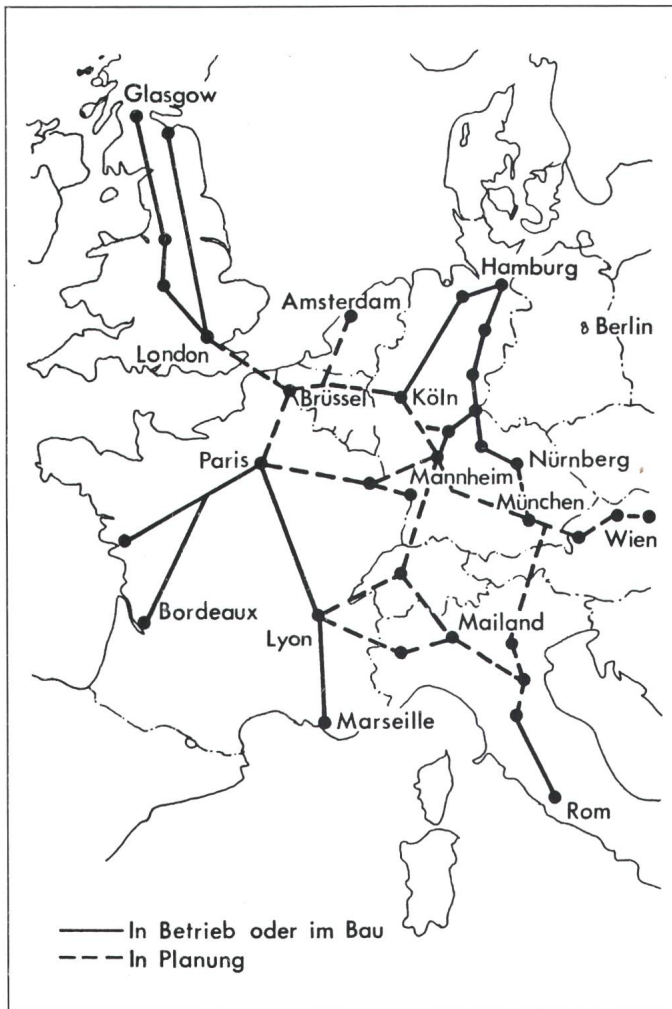 Glasgow
Hamburg
Amsterdam
Berlin
London
Brüssel
Köln
Paris
Mannheim
Nürnberg
München
Wien
Bordeaux
Lyon
Mailand
Marseille
Rom
In Betrieb oder im Bau
In Planung